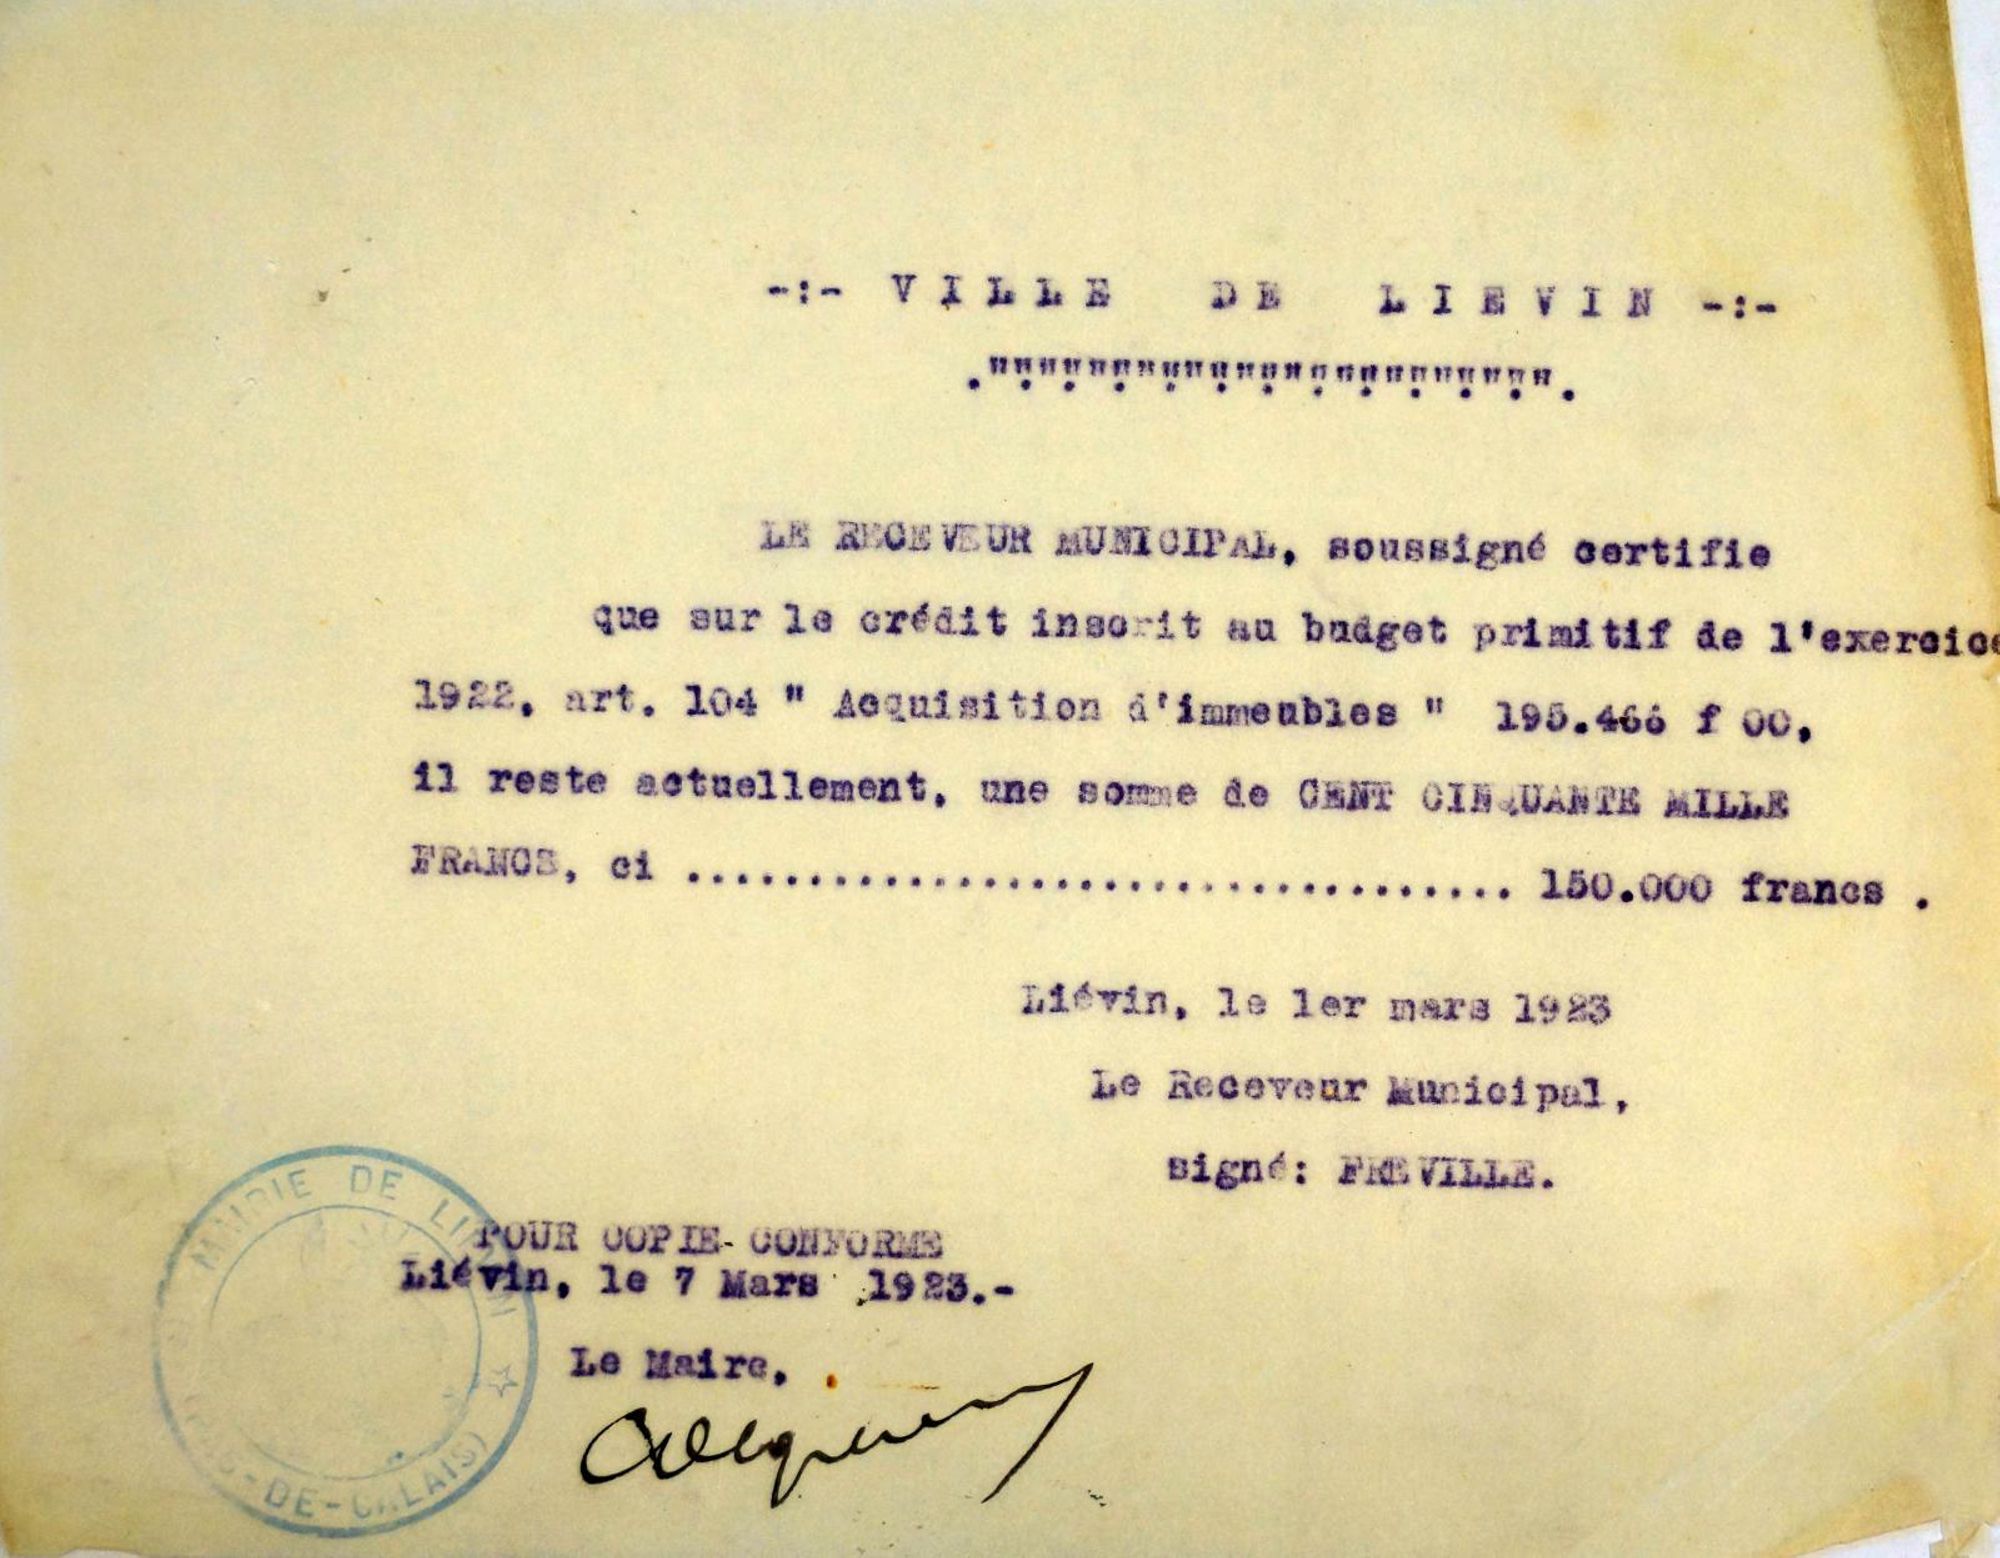 -:- VILLE DE LIEVIN -:-
LE RECEVEUR MUNICIPAL, soussigné certifie
que sur le crédit inscrit au budget primitif de l'exercice
1922, art. 104 " Acquisition d'immeubles " 195.466 f 00,
il reste actuellement, une somme de CENT CINQUANTE MILLE
FRANCS, ci .................................. 150.000 francs .
Liévin, le 1er mars 1923
Le Receveur Municipal,
signé: FREVILLE.
POUR COPIE CONFORME
Liévin, le 7 Mars 1923.-
Le Maire,
MAIRIE DE LIEVIN
(PAS-DE-CALAIS)